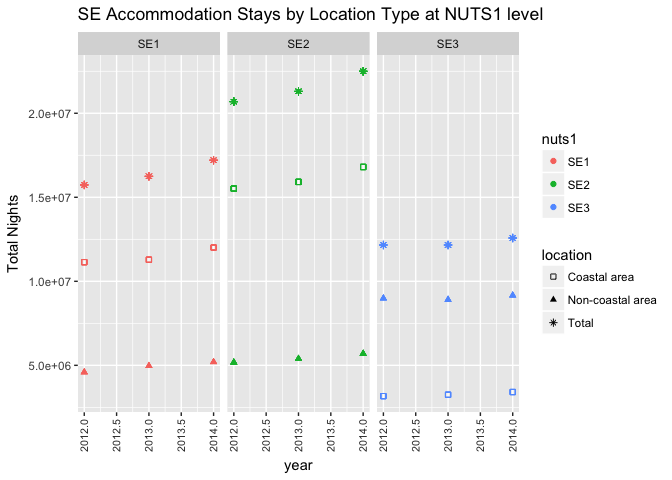 SE Accommodation Stays by Location Type at NUTS1 level
SE1 SE2 SE3
2.0e+07
1.5e+07
1.0e+07
5.0e+06
Total Nights
2012.0 2012.5 2013.0 2013.5 2014.0 2012.0 2012.5 2013.0 2013.5 2014.0 2012.0 2012.5 2013.0 2013.5 2014.0
year
nuts1
SE1
SE2
SE3
location
Coastal area
Non-coastal area
Total